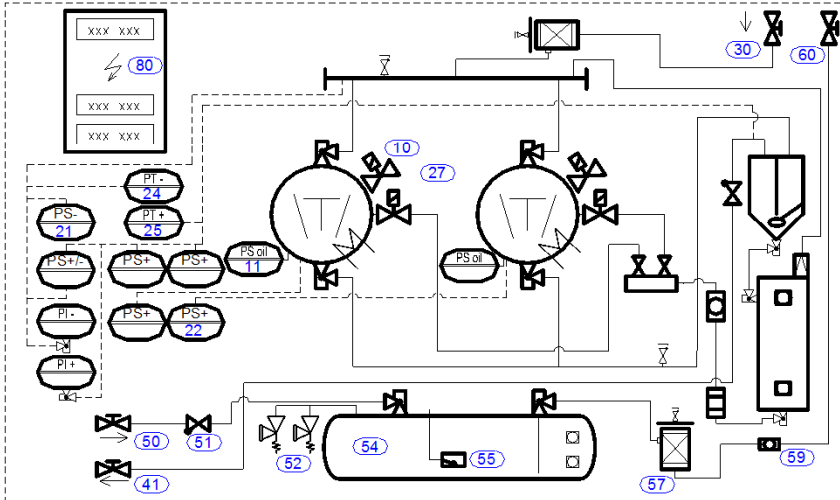 xxx xxx
80
xxx xxx
xxx xxx
30
60
10
27
PT -
24
PS-
21
PT +
25
PS+/-
PS+
PS+
PS oil
11
PS oil
PI -
PS+
PS+
22
PI +
50
51
52
54
55
57
59
41